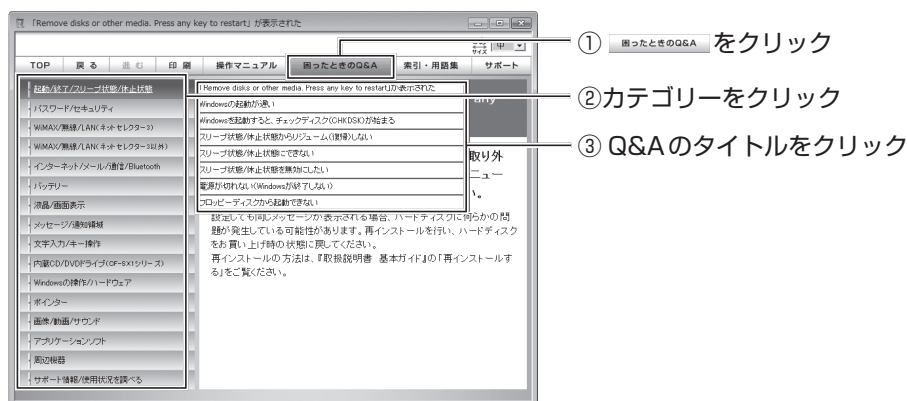 「Remove disks or other media. Press any key to restart」が表示された
サイズ 中
TOP 戻る 進む 印刷 操作マニュアル 困ったときのQ&A 索引・用語集 サポート
起動/終了/スリープ状態/休止状態
パスワード/セキュリティ
WiMAX/無線/LAN(ネットセレクター3)
WiMAX/無線/LAN(ネットセレクター3以外)
インターネット/メール/通信/Bluetooth
バッテリー
液晶/画面表示
メッセージ/通知領域
文字入力/キー操作
内蔵CD/DVDドライブ(CF-SX1シリーズ)
Windowsの操作/ハードウェア
ポインター
画像/動画/サウンド
アプリケーションソフト
周辺機器
サポート情報/使用状況を調べる
「Remove disks or other media. Press any key to restart」が表示された
Windowsの起動が遅い
Windowsを起動すると、チェックディスク(CHKDSK)が始まる
スリープ状態/休止状態からリジューム(復帰)しない
スリープ状態/休止状態にできない
スリープ状態/休止状態を無効にしたい
電源が切れない(Windowsが終了しない)
フロッピーディスクから起動できない
any
取り外
ニュー
い。
設定しても同じメッセージが表示される場合、ハードディスクに何らかの問
題が発生している可能性があります。再インストールを行い、ハードディスク
をお買い上げ時の状態に戻してください。
再インストールの方法は、『取扱説明書 基本ガイド』の「再インストールす
る」をご覧ください。
① 困ったときのQ&A をクリック
②カテゴリーをクリック
③ Q&Aのタイトルをクリック